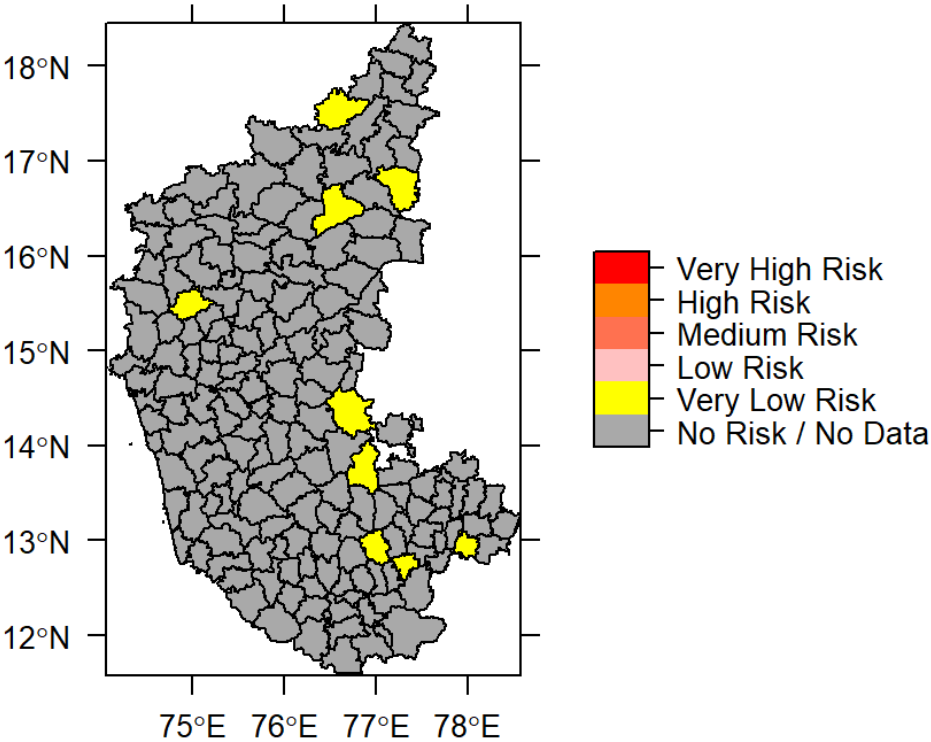 18°N
17°N
16°N
15°N
14°N
13°N
12°N
75°E 76°E 77°E 78°E
Very High Risk
High Risk
Medium Risk
Low Risk
Very Low Risk
No Risk / No Data